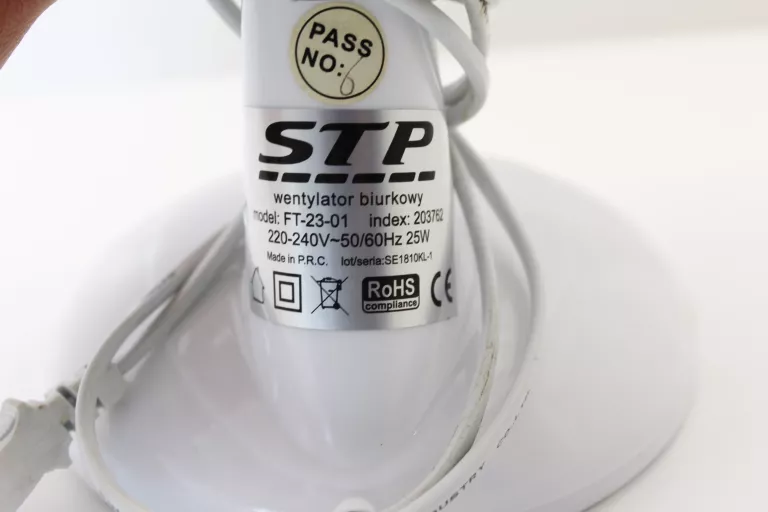 PASS
NO: 6
STP
wentylator biurkowy
model: FT-23-01 index: 203762
220-240V~50/60Hz 25W
Made in P.R.C. lot/seria: SE1810KL-1
RoHS
compliance
CE